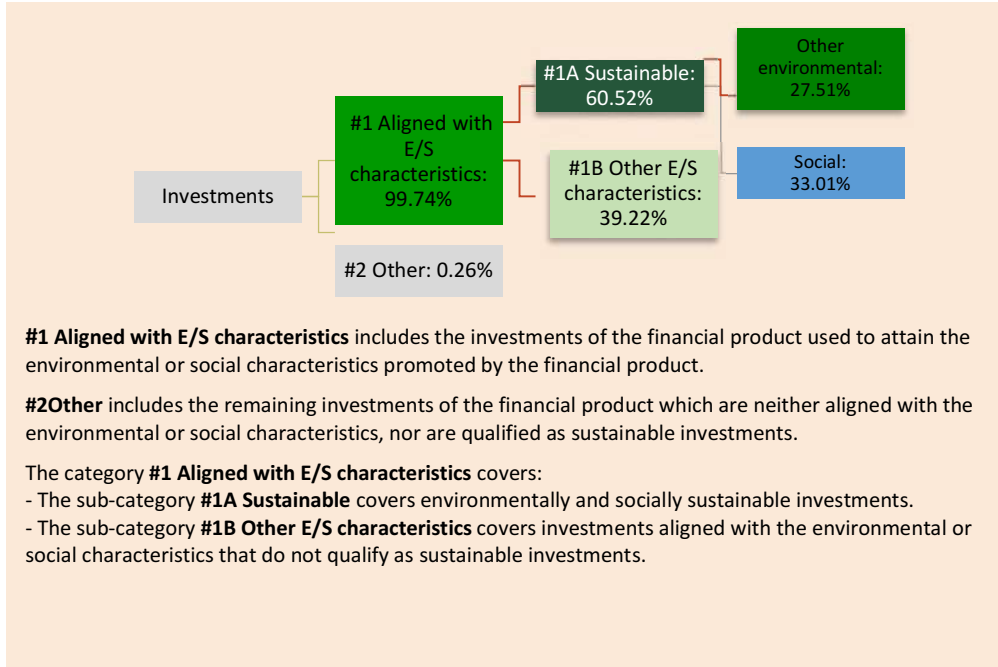 Investments
#1 Aligned with
E/S
characteristics:
99.74%
#2 Other: 0.26%
#1A Sustainable:
60.52%
#1B Other E/S
characteristics:
39.22%
Other
environmental:
27.51%
Social:
33.01%
#1 Aligned with E/S characteristics includes the investments of the financial product used to attain the
environmental or social characteristics promoted by the financial product.
#2Other includes the remaining investments of the financial product which are neither aligned with the
environmental or social characteristics, nor are qualified as sustainable investments.
The category #1 Aligned with E/S characteristics covers:
- The sub-category #1A Sustainable covers environmentally and socially sustainable investments.
- The sub-category #1B Other E/S characteristics covers investments aligned with the environmental or
social characteristics that do not qualify as sustainable investments.